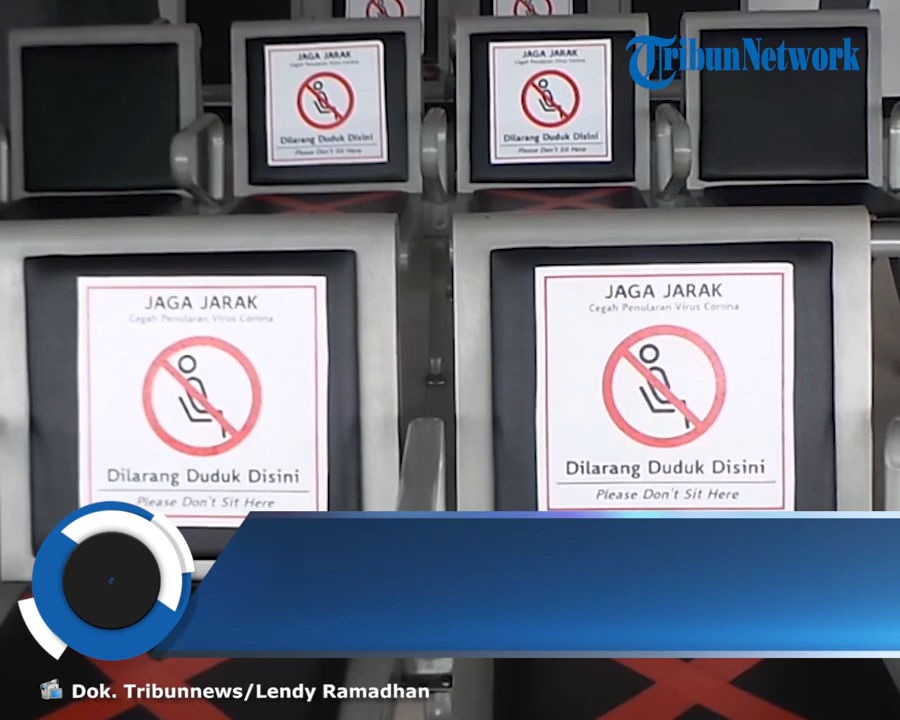 TribunNetwork
JAGA JARAK
Cegah Penularan Virus Corona
Dilarang Duduk Disini
Please Don't Sit Here
JAGA JARAK
Cegah Penularan Virus Corona
Dilarang Duduk Disini
Please Don't Sit Here
JAGA JARAK
Cegah Penularan Virus Corona
Dilarang Duduk Disini
Please Don't Sit Here
JAGA JARAK
Cegah Penularan Virus Corona
Dilarang Duduk Disini
Please Don't Sit Here
Dok. Tribunnews/Lendy Ramadhan